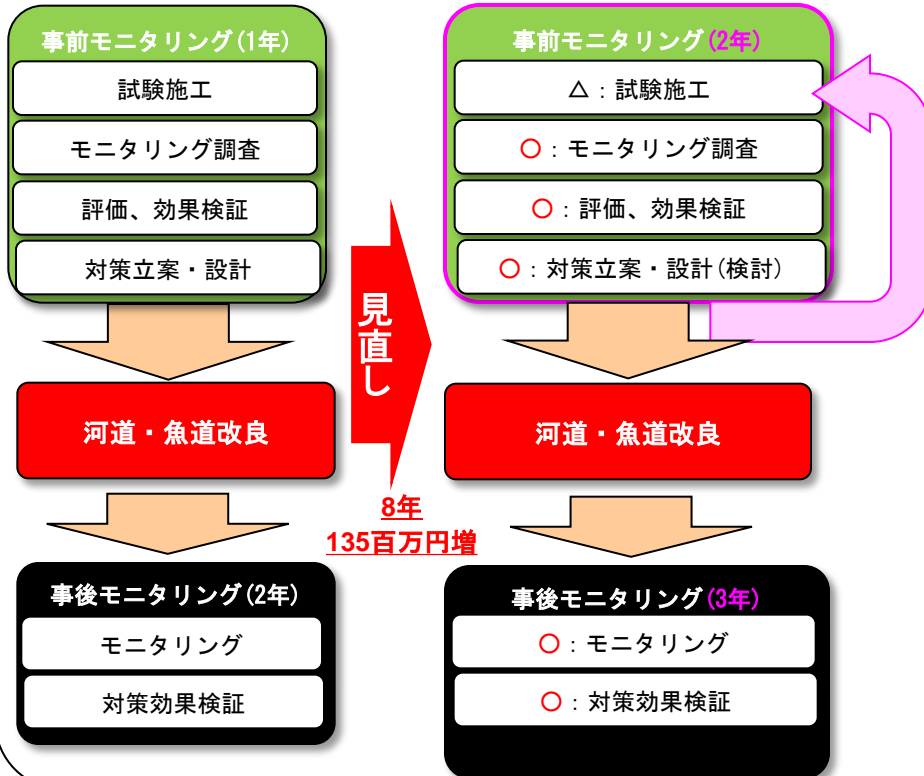 事前モニタリング(1年)
試験施工
モニタリング調査
評価、効果検証
対策立案・設計
河道・魚道改良
事後モニタリング(2年)
モニタリング
対策効果検証
見直し
8年
135百万円増
事前モニタリング(2年)
△：試験施工
〇：モニタリング調査
〇：評価、効果検証
〇：対策立案・設計(検討)
河道・魚道改良
事後モニタリング(3年)
〇：モニタリング
〇：対策効果検証